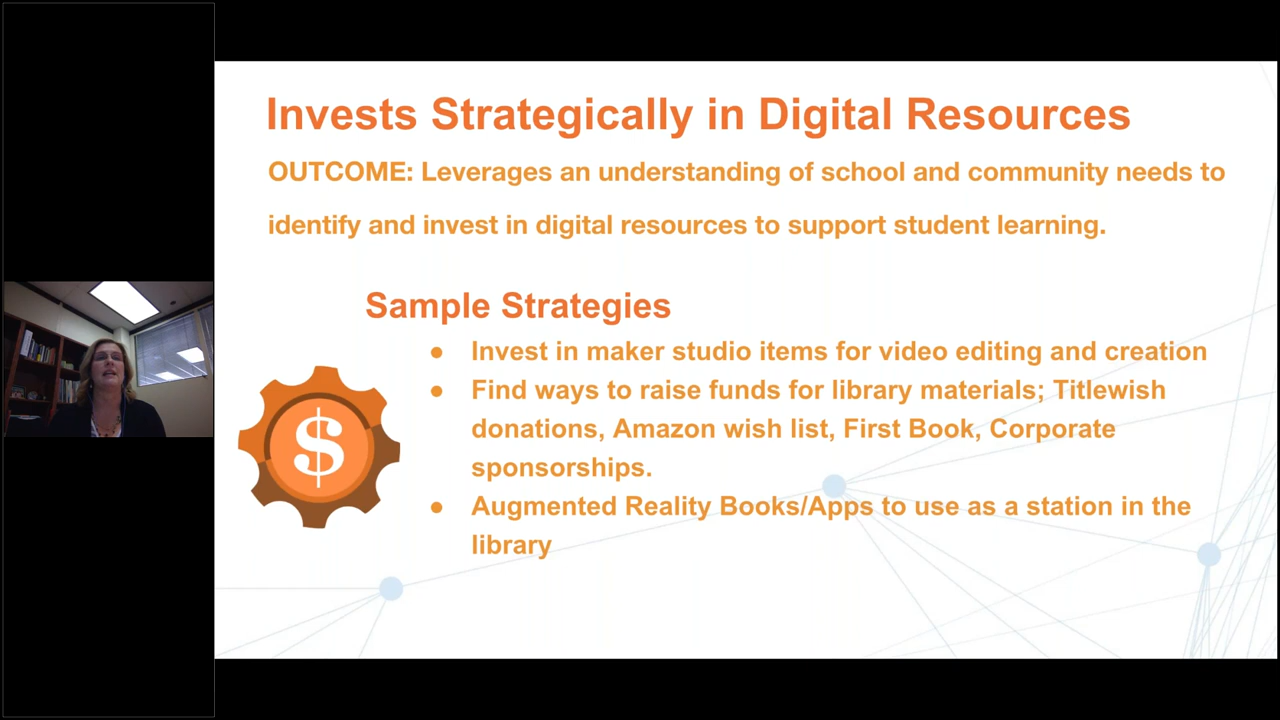 Invests Strategically in Digital Resources
OUTCOME: Leverages an understanding of school and community needs to
identify and invest in digital resources to support student learning.
Sample Strategies
● Invest in maker studio items for video editing and creation
● Find ways to raise funds for library materials; Titlewish
donations, Amazon wish list, First Book, Corporate
sponsorships.
● Augmented Reality Books/Apps to use as a station in the
library
$